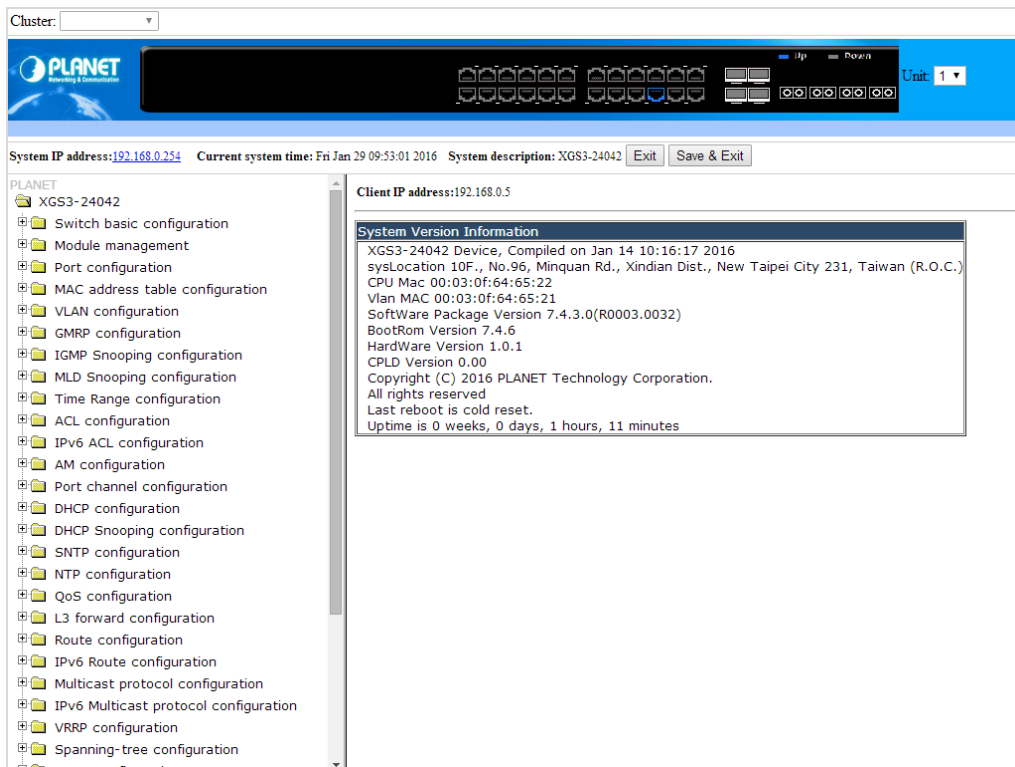 Cluster:
PLANET
Networking & Communication
Up Down
Unit: 1
System IP address:192.168.0.254 Current system time: Fri Jan 29 09:53:01 2016 System description: XGS3-24042 Exit Save & Exit
PLANET
XGS3-24042
Switch basic configuration
Module management
Port configuration
MAC address table configuration
VLAN configuration
GMRP configuration
IGMP Snooping configuration
MLD Snooping configuration
Time Range configuration
ACL configuration
IPv6 ACL configuration
AM configuration
Port channel configuration
DHCP configuration
DHCP Snooping configuration
SNTP configuration
NTP configuration
QoS configuration
L3 forward configuration
Route configuration
IPv6 Route configuration
Multicast protocol configuration
IPv6 Multicast protocol configuration
VRRP configuration
Spanning-tree configuration
Client IP address:192.168.0.5
System Version Information
XGS3-24042 Device, Compiled on Jan 14 10:16:17 2016
sysLocation 10F., No.96, Minquan Rd., Xindian Dist., New Taipei City 231, Taiwan (R.O.C.)
CPU Mac 00:03:0f:64:65:22
Vlan MAC 00:03:0f:64:65:21
SoftWare Package Version 7.4.3.0(R0003.0032)
BootRom Version 7.4.6
HardWare Version 1.0.1
CPLD Version 0.00
Copyright (C) 2016 PLANET Technology Corporation.
All rights reserved
Last reboot is cold reset.
Uptime is 0 weeks, 0 days, 1 hours, 11 minutes